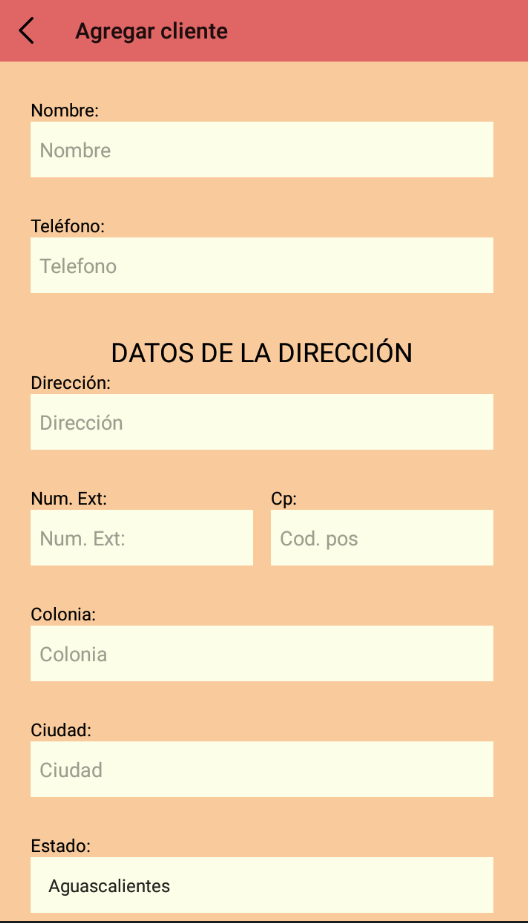 Agregar cliente
Nombre:
Nombre
Teléfono:
Telefono
DATOS DE LA DIRECCIÓN
Dirección:
Dirección
Num. Ext: Cp:
Num. Ext: Cod. pos
Colonia:
Colonia
Ciudad:
Ciudad
Estado:
Aguascalientes